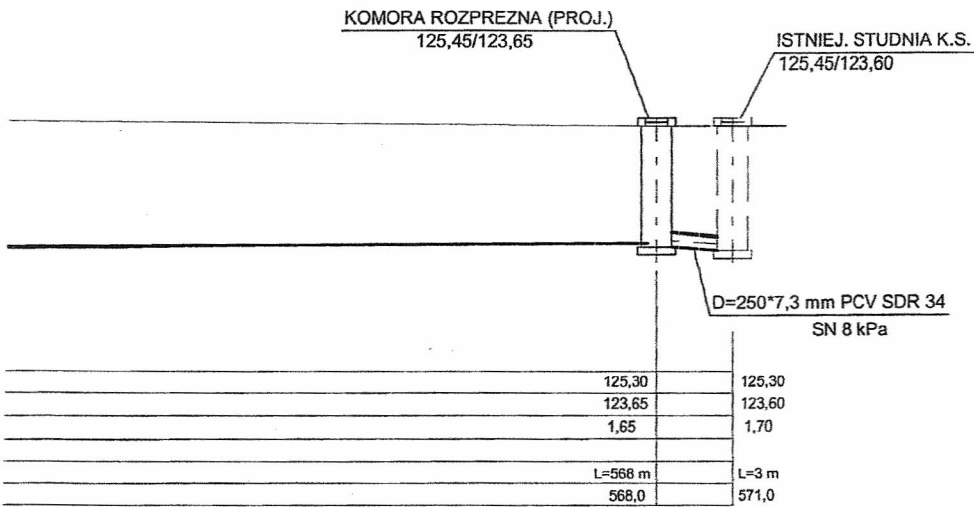 KOMORA ROZPREZNA (PROJ.)
125,45/123,65
ISTNIEJ. STUDNIA K.S.
125,45/123,60
D=250*7,3 mm PCV SDR 34
SN 8 kPa
125,30 125,30
123,65 123,60
1,65 1,70
L=568 m L=3 m
568,0 571,0